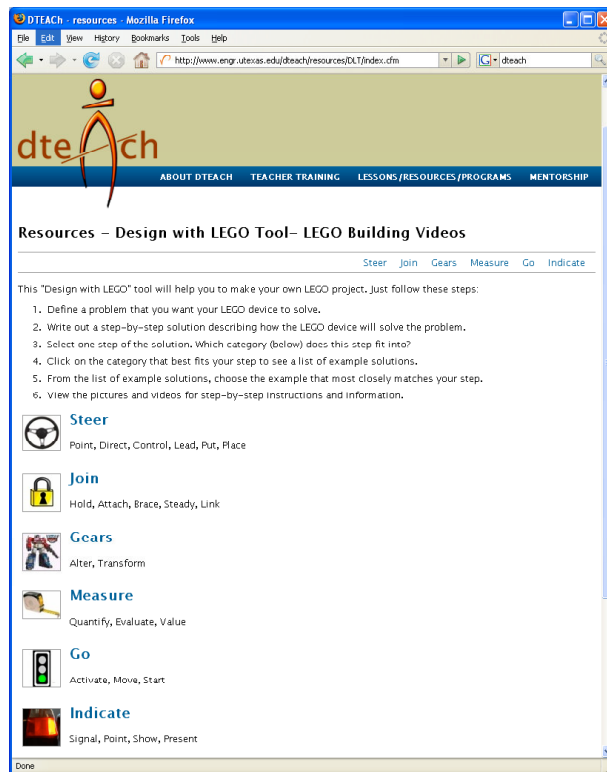 DTEACh - resources - Mozilla Firefox
File Edit View History Bookmarks Tools Help
http://www.engr.utexas.edu/dteach/resources/DLT/index.cfm
G dteach
dteach
ABOUT DTEACH TEACHER TRAINING LESSONS/RESOURCES/PROGRAMS MENTORSHIP
Resources – Design with LEGO Tool– LEGO Building Videos
Steer Join Gears Measure Go Indicate
This "Design with LEGO" tool will help you to make your own LEGO project. Just follow these steps:
1. Define a problem that you want your LEGO device to solve.
2. Write out a step-by-step solution describing how the LEGO device will solve the problem.
3. Select one step of the solution. Which category (below) does this step fit into?
4. Click on the category that best fits your step to see a list of example solutions.
5. From the list of example solutions, choose the example that most closely matches your step.
6. View the pictures and videos for step-by-step instructions and information.
Steer
Point, Direct, Control, Lead, Put, Place
Join
Hold, Attach, Brace, Steady, Link
Gears
Alter, Transform
Measure
Quantify, Evaluate, Value
Go
Activate, Move, Start
Indicate
Signal, Point, Show, Present
Done